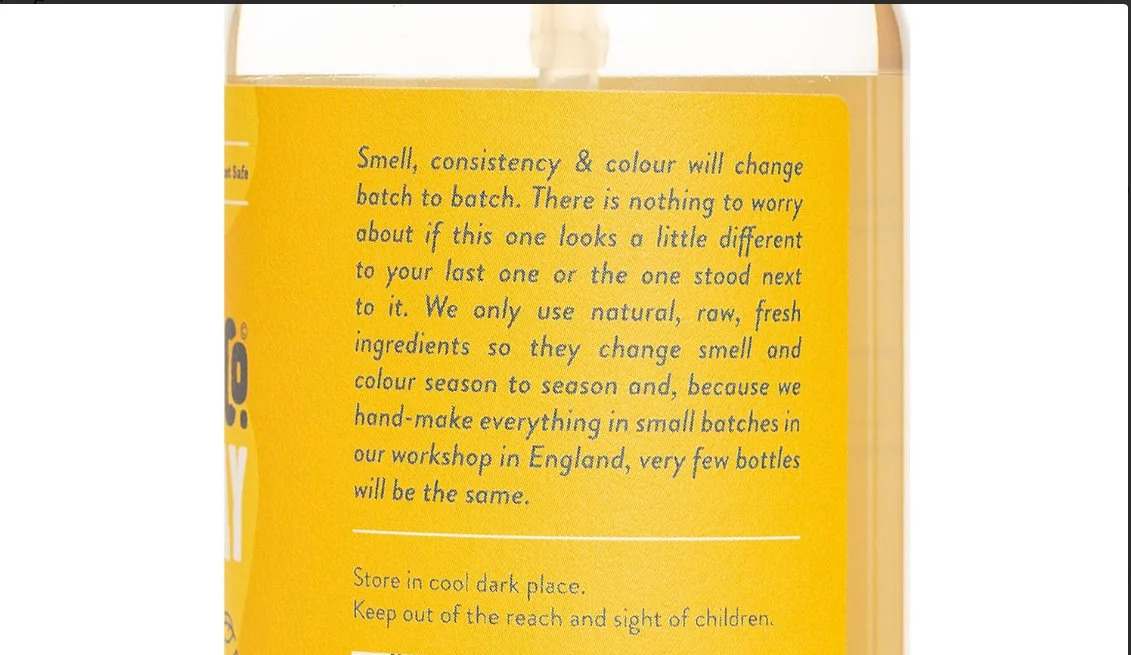 Smell, consistency & colour will change
batch to batch. There is nothing to worry
about if this one looks a little different
to your last one or the one stood next
to it. We only use natural, raw, fresh
ingredients so they change smell and
colour season to season and, because we
hand-make everything in small batches in
our workshop in England, very few bottles
will be the same.
Store in cool dark place.
Keep out of the reach and sight of children.
Safe
©